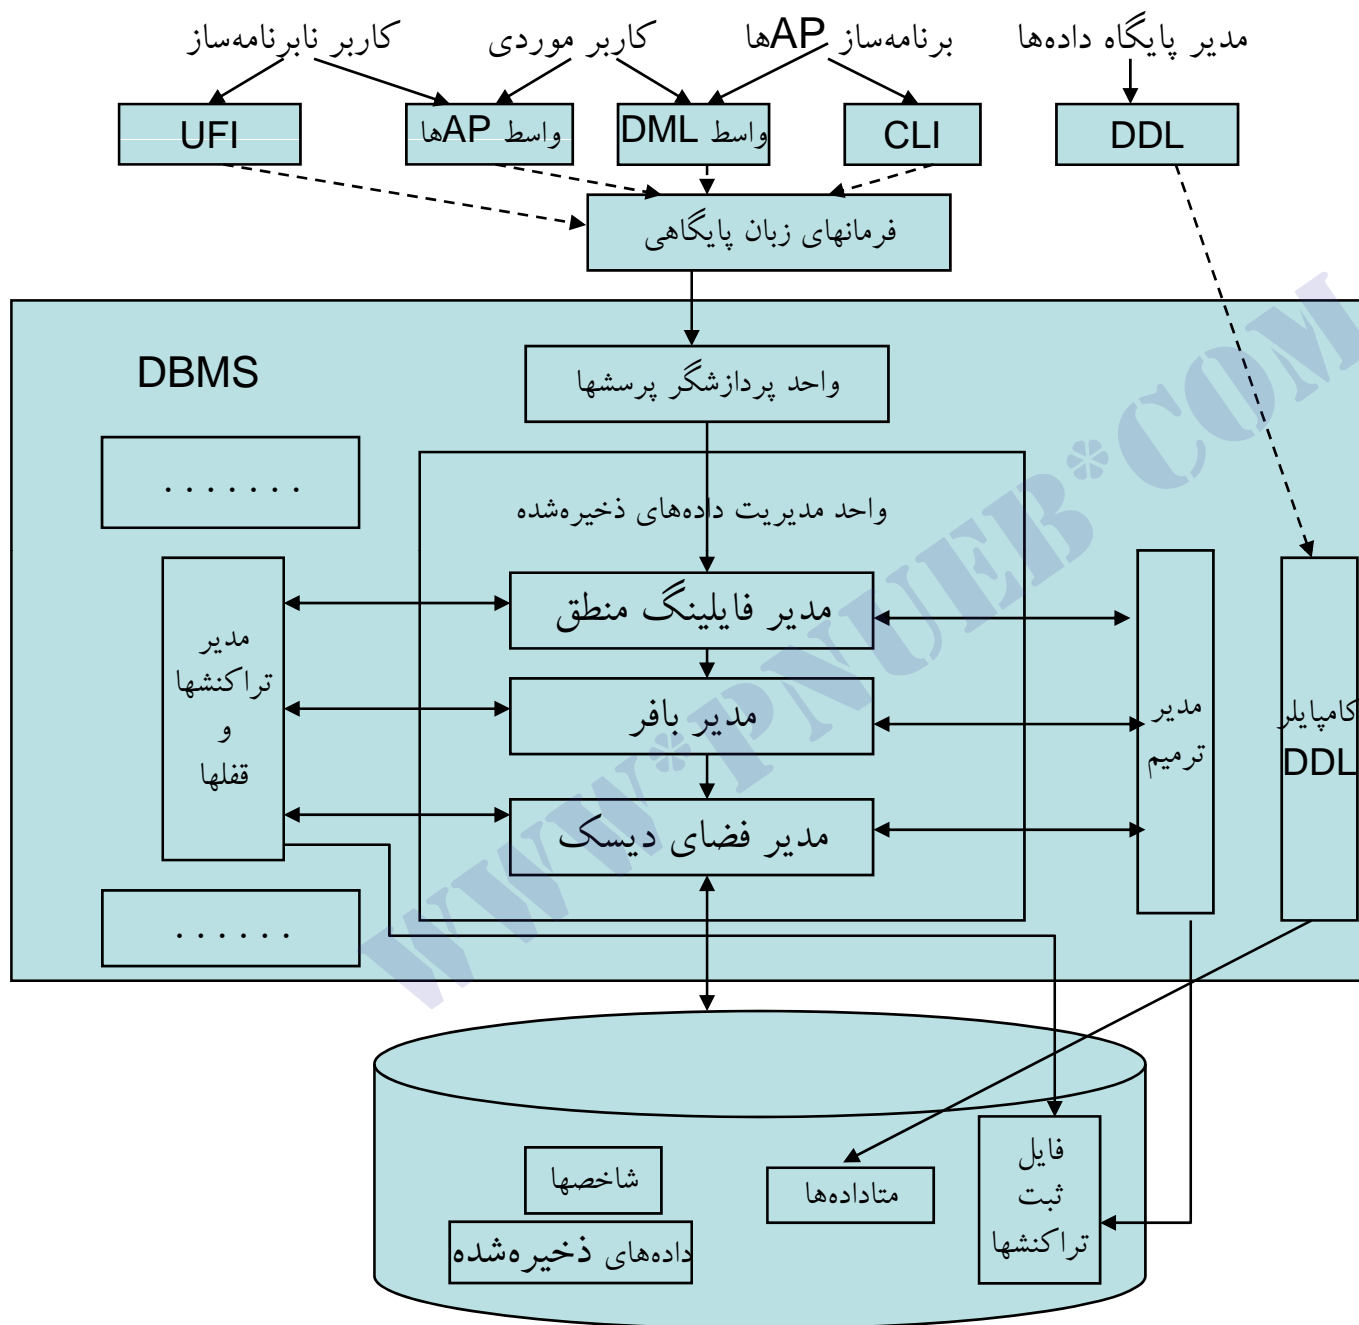 مدیر پایگاه داده‌ها
برنامه‌ساز APها
کاربر موردی
کاربر نابرنامه‌ساز
DDL
CLI
واسط DML
واسط APها
UFI
فرمانهای زبان پایگاهی
DBMS
واحد پردازشگر پرسشها
. . . . . . .
واحد مدیریت داده‌های ذخیره‌شده
مدیر فایلینگ منطق
مدیر بافر
مدیر فضای دیسک
مدیر
تراکنشها
و
قفلها
مدیر
ترمیم
کامپایلر
DDL
. . . . . .
شاخصها
داده‌های ذخیره‌شده
متاداده‌ها
فایل
ثبت
تراکنشها
WWW*PNUEB*COM